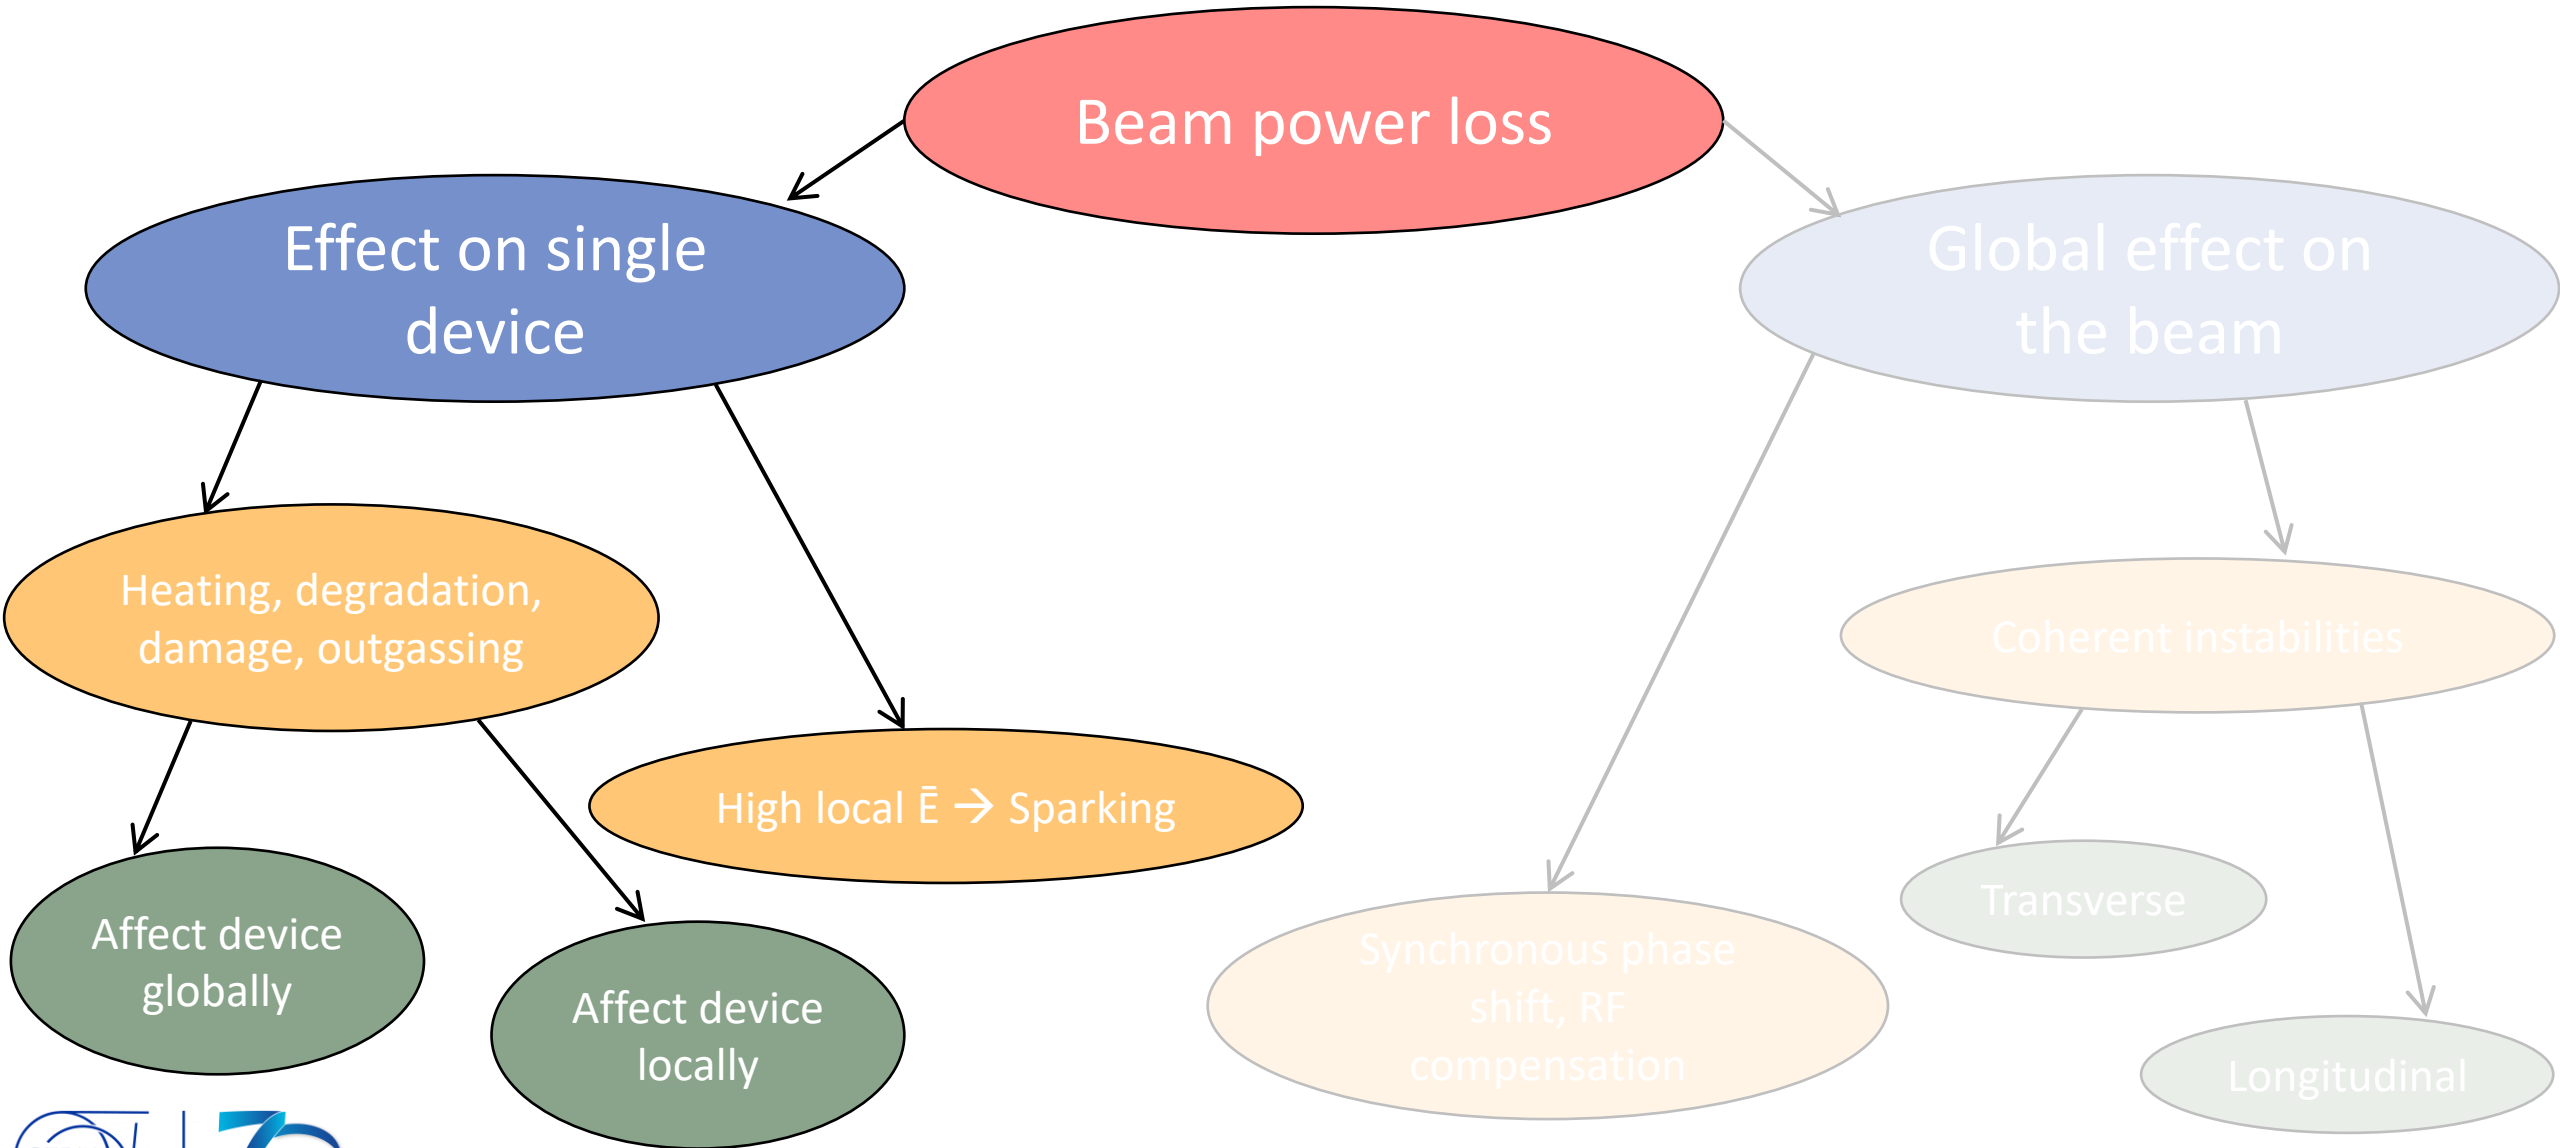 Beam power loss
Effect on single
device
Global effect on
the beam
Heating, degradation,
damage, outgassing
Coherent instabilities
High local Ē → Sparking
Affect device
globally
Affect device
locally
Transverse
Synchronous phase
shift, RF
compensation
Longitudinal